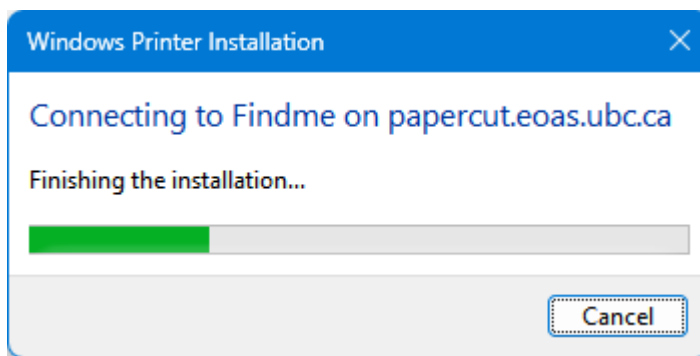 Windows Printer Installation
Connecting to Findme on papercut.eoas.ubc.ca
Finishing the installation...
Cancel